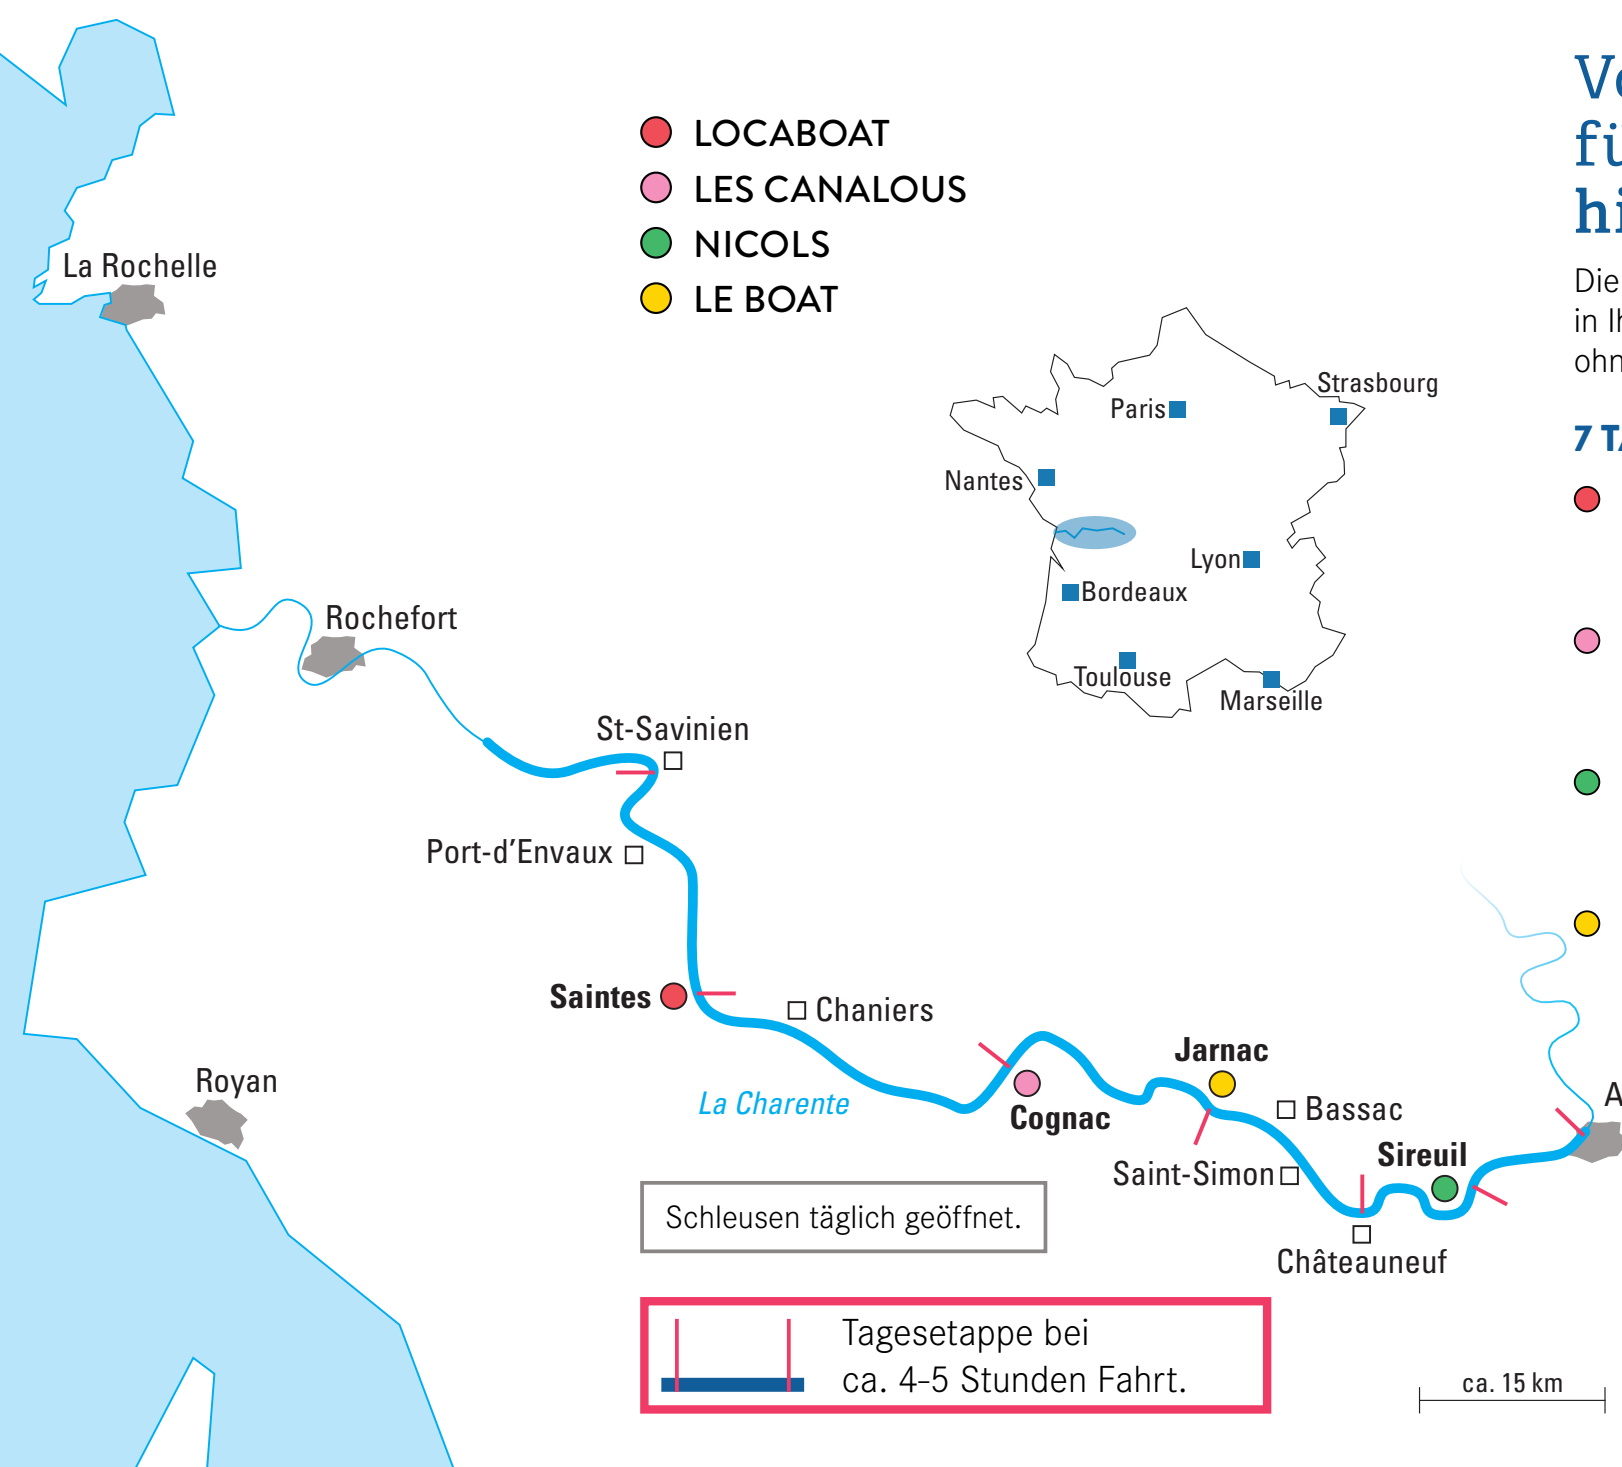 LOCABOAT
LES CANALOUS
NICOLS
LE BOAT
La Rochelle
Strasbourg
Paris
Nantes
Lyon
Bordeaux
Toulouse
Marseille
Rochefort
St-Savinien
Port-d'Envaux
Saintes
Chaniers
La Charente
Cognac
Jarnac
Bassac
Saint-Simon
Sireuil
Châteauneuf
Royan
Schleusen täglich geöffnet.
Tagesetappe bei
ca. 4-5 Stunden Fahrt.
ca. 15 km
Die
7